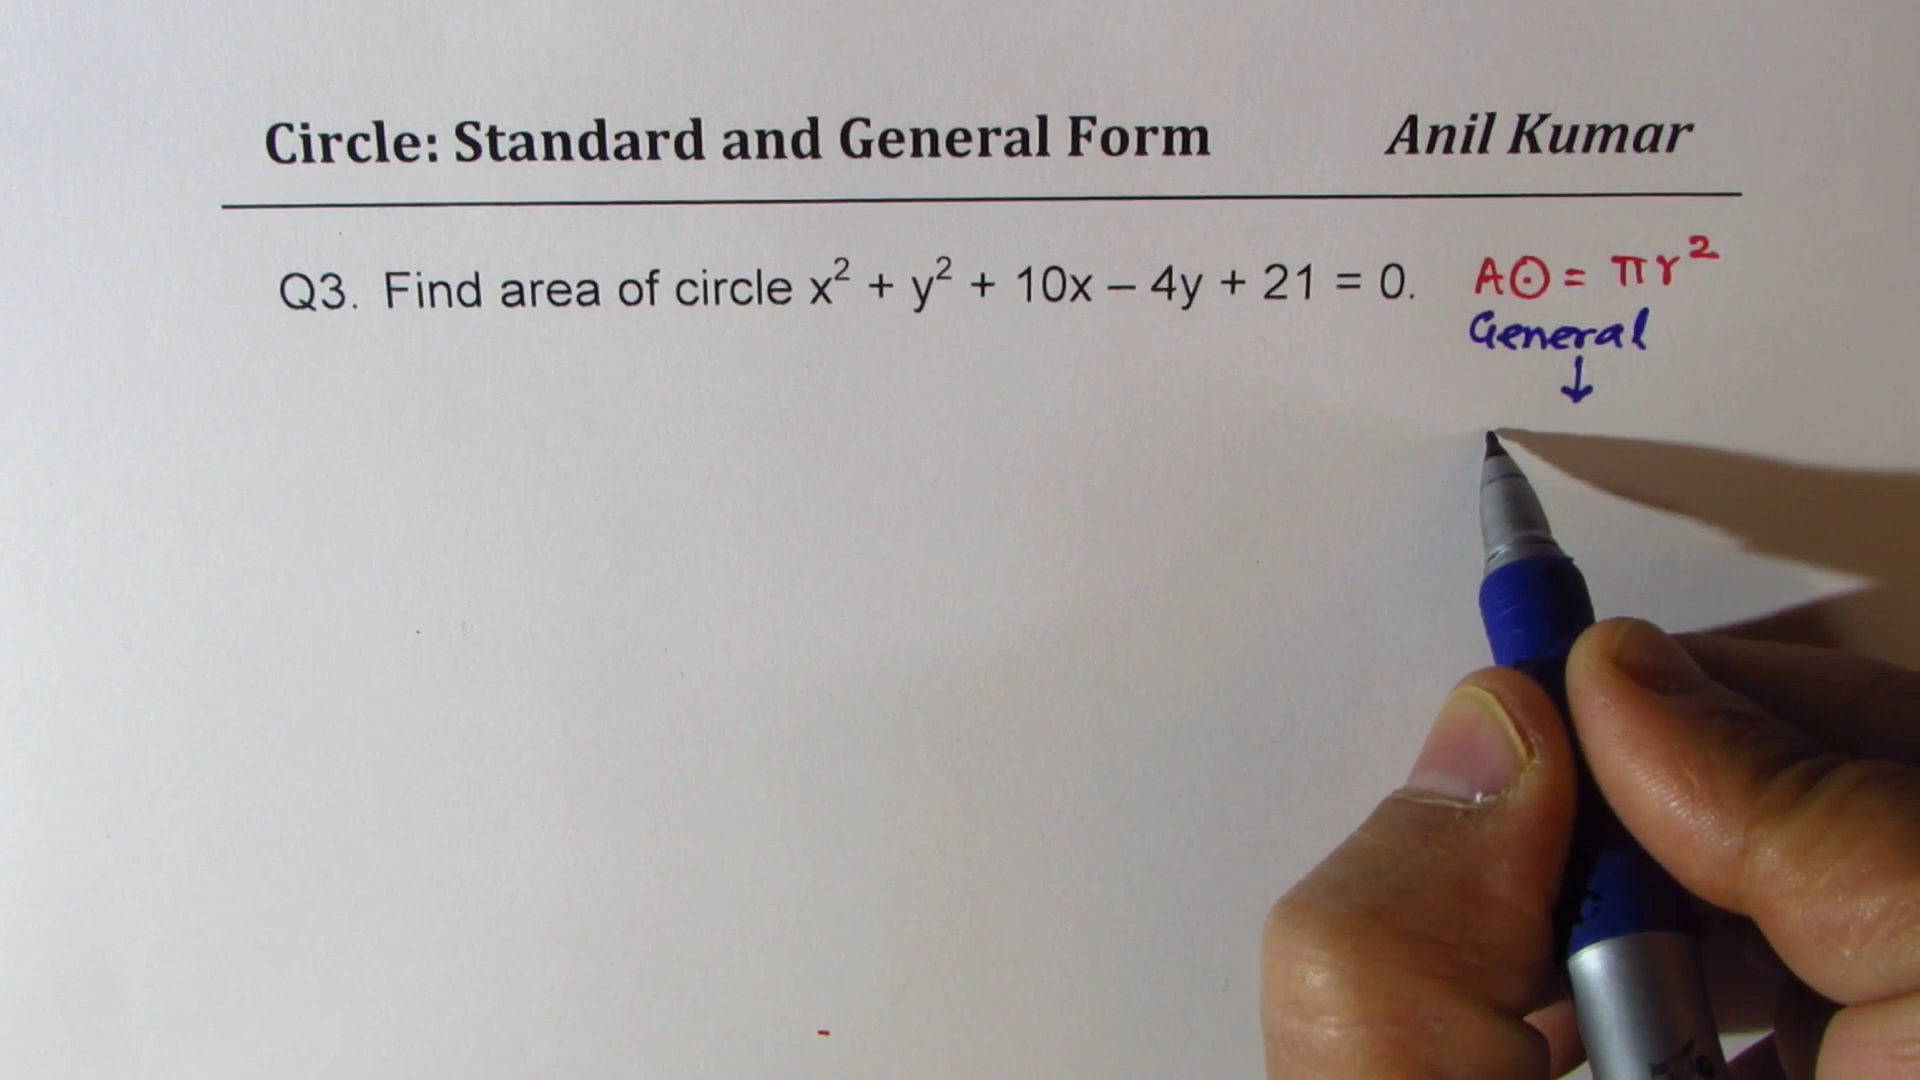 Circle: Standard and General Form Anil Kumar
Q3. Find area of circle x² + y² + 10x – 4y + 21 = 0. A⊙ = πr²
General
↓